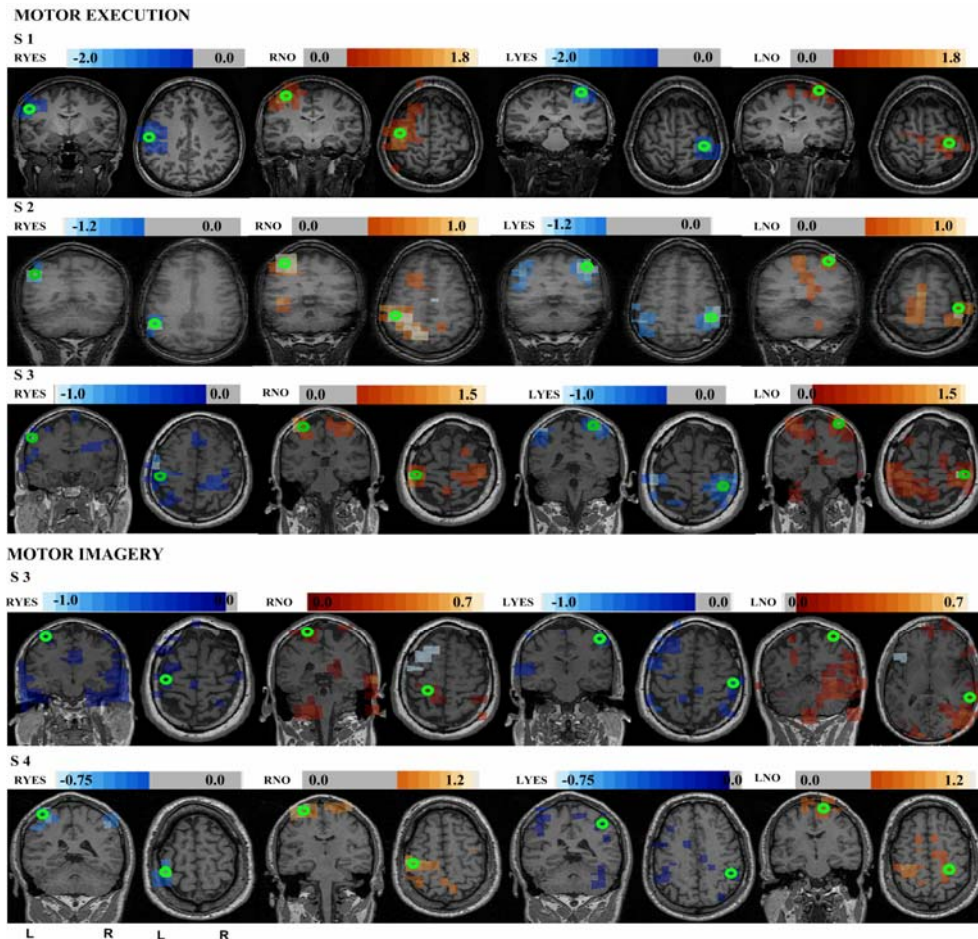 MOTOR EXECUTION
S 1
RYES -2.0 0.0 RNO 0.0 1.8 LYES -2.0 0.0 LNO 0.0 1.8
S 2
RYES -1.2 0.0 RNO 0.0 1.0 LYES -1.2 0.0 LNO 0.0 1.0
S 3
RYES -1.0 0.0 RNO 0.0 1.5 LYES -1.0 0.0 LNO 0.0 1.5
MOTOR IMAGERY
S 3
RYES -1.0 0.0 RNO 0.0 0.7 LYES -1.0 0.0 LNO 0.0 0.7
S 4
RYES -0.75 0.0 RNO 0.0 1.2 LYES -0.75 0.0 LNO 0.0 1.2
L R L R